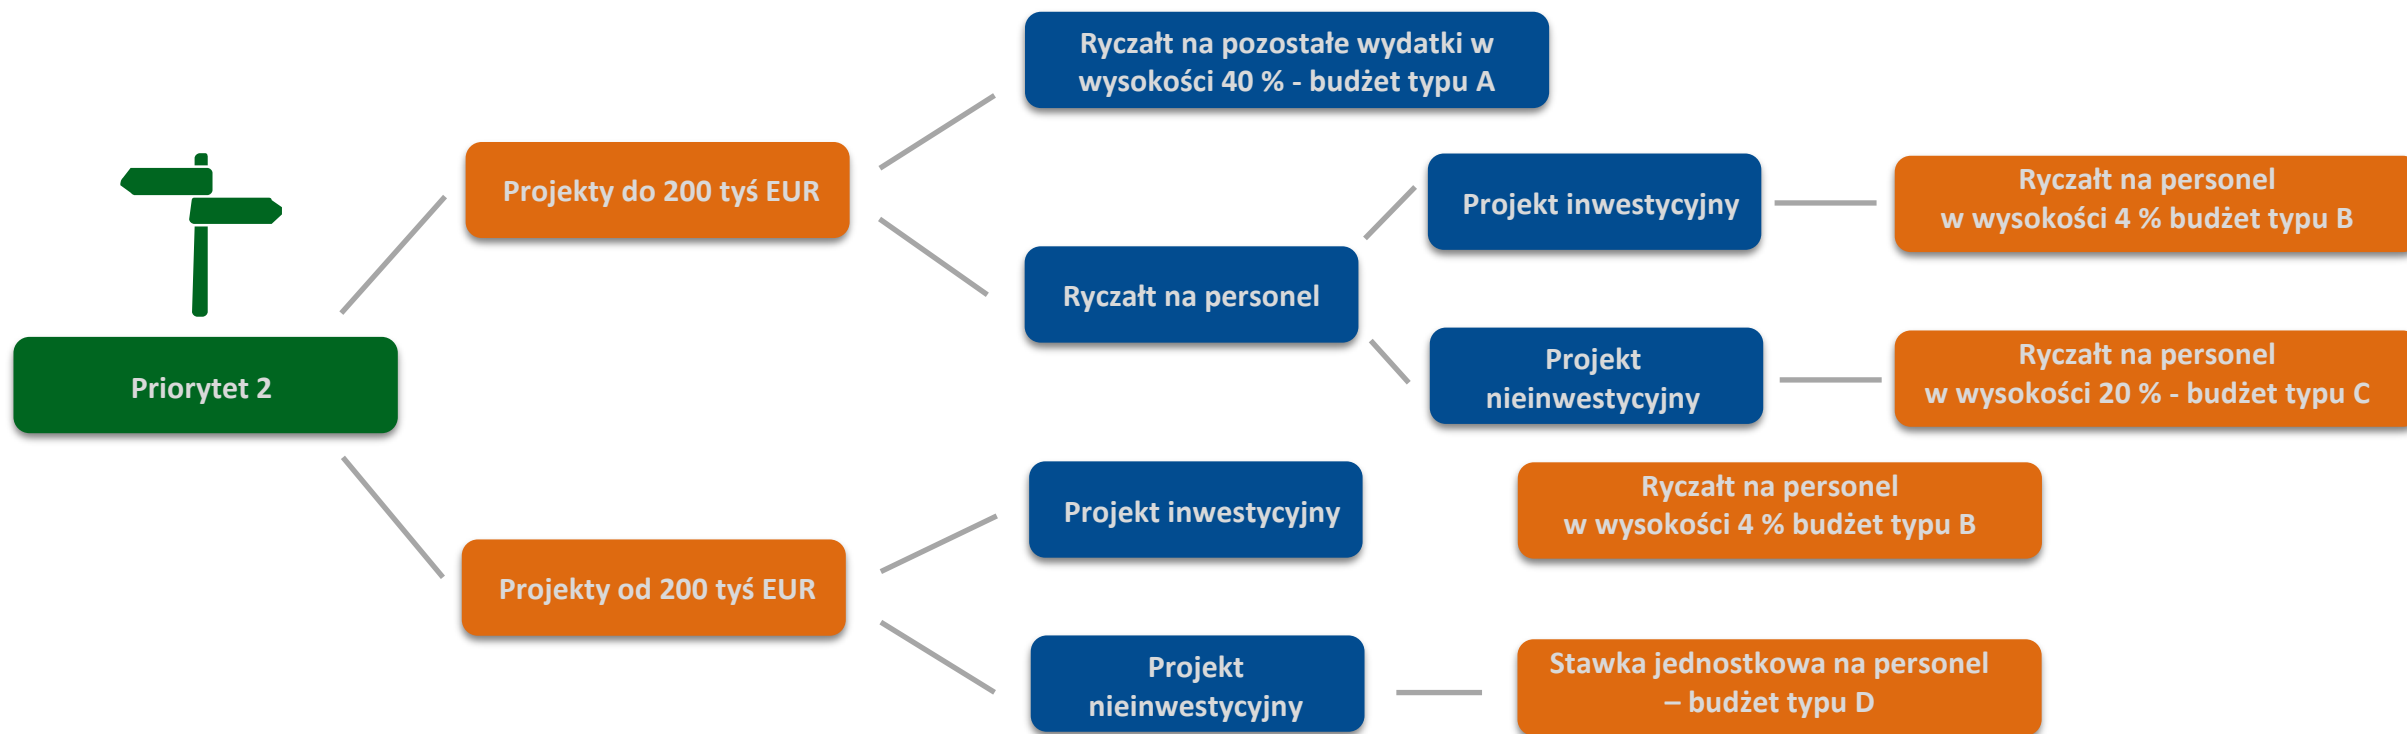 Ryczałt na pozostałe wydatki w
wysokości 40 % - budżet typu A
Projekty do 200 tyś EUR
Projekt inwestycyjny
Ryczałt na personel
w wysokości 4 % budżet typu B
Ryczałt na personel
Priorytet 2
Projekt
nieinwestycyjny
Ryczałt na personel
w wysokości 20 % - budżet typu C
Projekt inwestycyjny
Ryczałt na personel
w wysokości 4 % budżet typu B
Projekty od 200 tyś EUR
Projekt
nieinwestycyjny
Stawka jednostkowa na personel
– budżet typu D